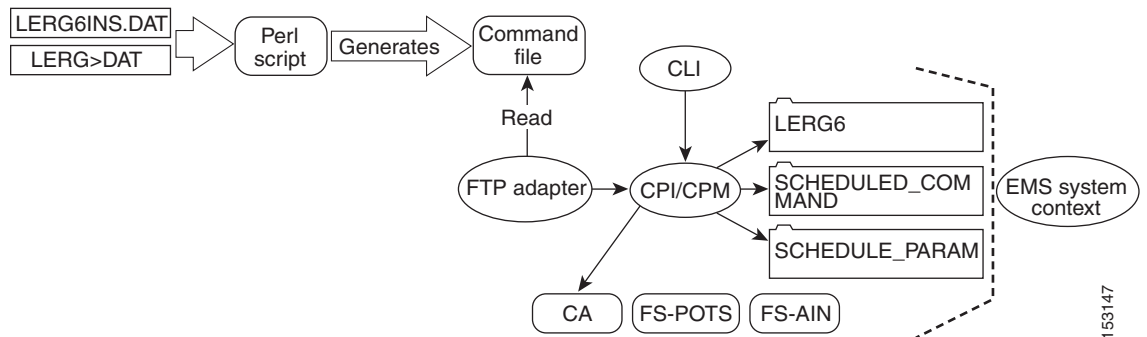 LERG6INS.DAT
LERG>DAT
Perl
script
Generates
Command
file
Read
FTP adapter
CLI
CPI/CPM
LERG6
SCHEDULED_COM
MAND
SCHEDULE_PARAM
EMS system
context
CA
FS-POTS
FS-AIN
153147